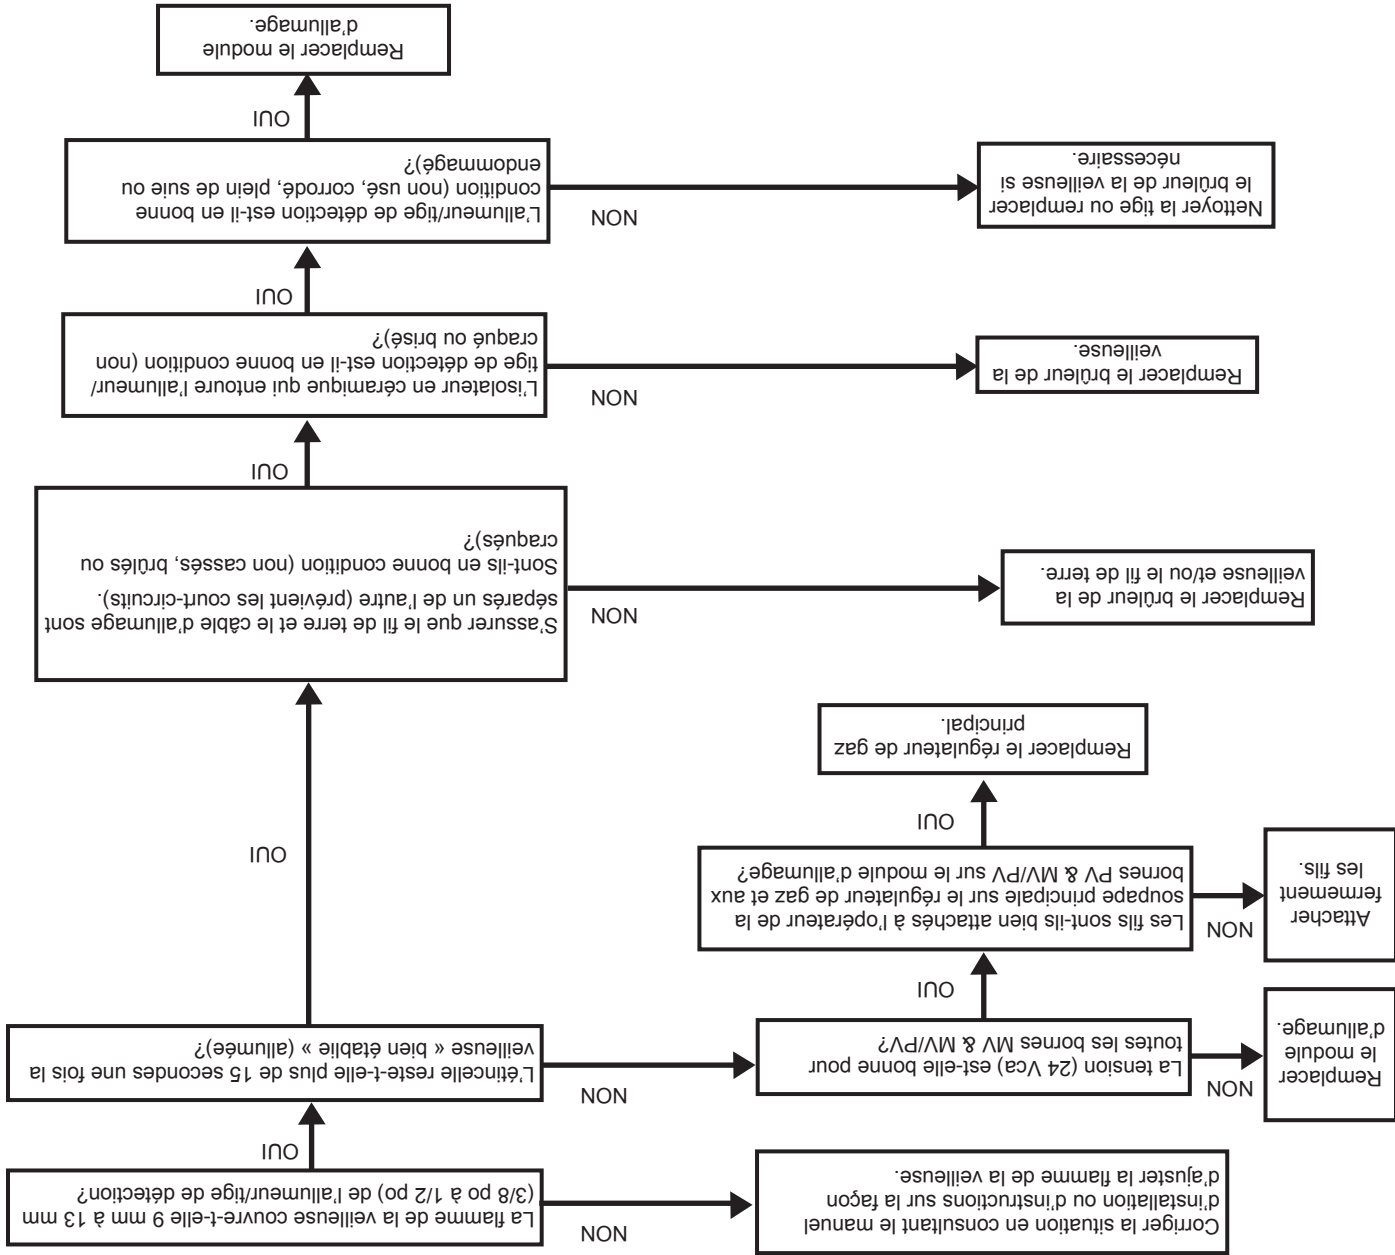 La flamme de la veilleuse couvre-t-elle 9 mm à 13 mm
(3/8 po à 1/2 po) de l'allumeur/tige de détection?
NON
Corriger la situation en consultant le manuel
d'installation ou d'instructions sur la façon
d'ajuster la flamme de la veilleuse.
OUI
L'étincelle reste-t-elle plus de 15 secondes une fois la
veilleuse « bien établie » (allumée)?
NON
La tension (24 Vca) est-elle bonne pour
toutes les bornes MV & MV/PV?
NON
Remplacer
le module
d'allumage.
OUI
Les fils sont-ils bien attachés à l'opérateur de la
soupape principale sur le régulateur de gaz et aux
bornes PV & MV/PV sur le module d'allumage?
NON
Attacher
fermement
les fils.
OUI
Remplacer le régulateur de gaz
principal.
OUI
S'assurer que le fil de terre et le câble d'allumage sont
séparés un de l'autre (prévient les court-circuits).
Sont-ils en bonne condition (non cassés, brûlés ou
craqués)?
NON
Remplacer le brûleur de la
veilleuse et/ou le fil de terre.
OUI
L'isolateur en céramique qui entoure l'allumeur/
tige de détection est-il en bonne condition (non
craqué ou brisé)?
NON
Remplacer le brûleur de la
veilleuse.
OUI
L'allumeur/tige de détection est-il en bonne
condition (non usé, corrodé, plein de suie ou
endommagé)?
NON
Nettoyer la tige ou remplacer
le brûleur de la veilleuse si
nécessaire.
OUI
Remplacer le module
d'allumage.